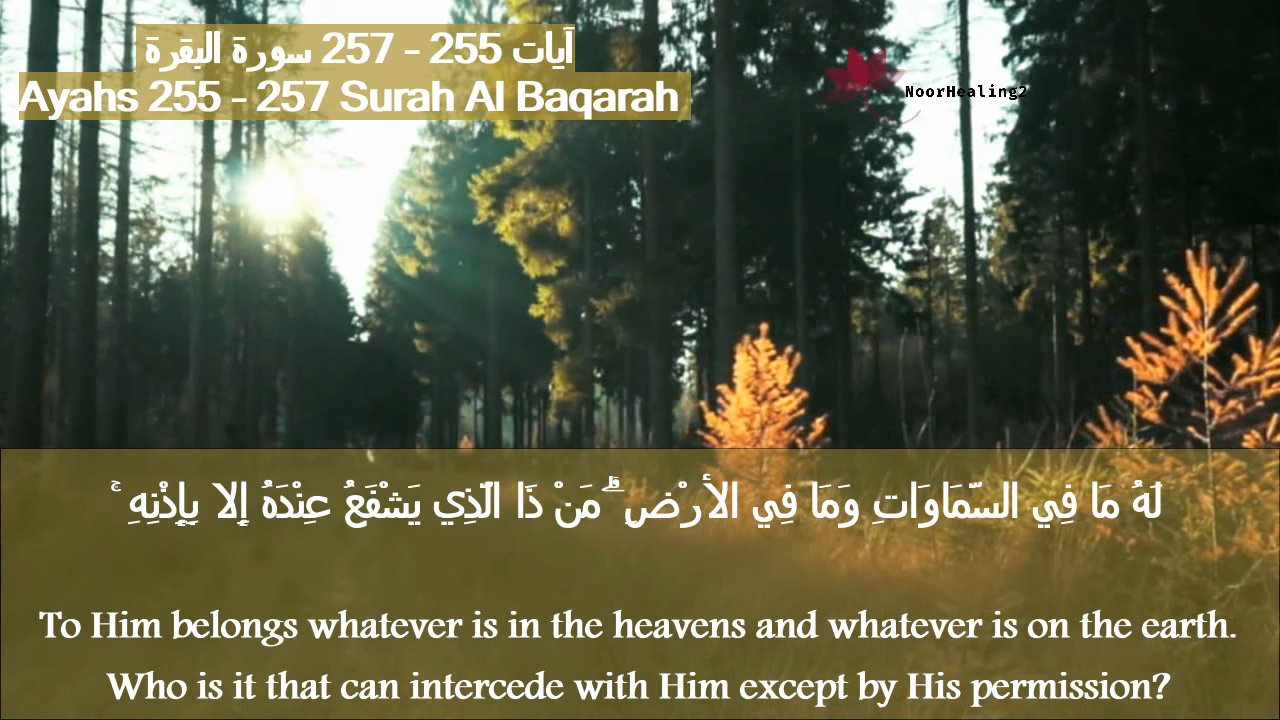 آيات 255 - 257 سورة البقرة
Ayahs 255 - 257 Surah Al Baqarah
NoorHealing2
لَهُ مَا فِي السّمَاوَاتِ وَمَا فِي الأَرْضِ ۗ مَنْ ذَا الّذِي يَشْفَعُ عِنْدَهُ إِلا بِإِذْنِهِ ۚ
To Him belongs whatever is in the heavens and whatever is on the earth.
Who is it that can intercede with Him except by His permission?